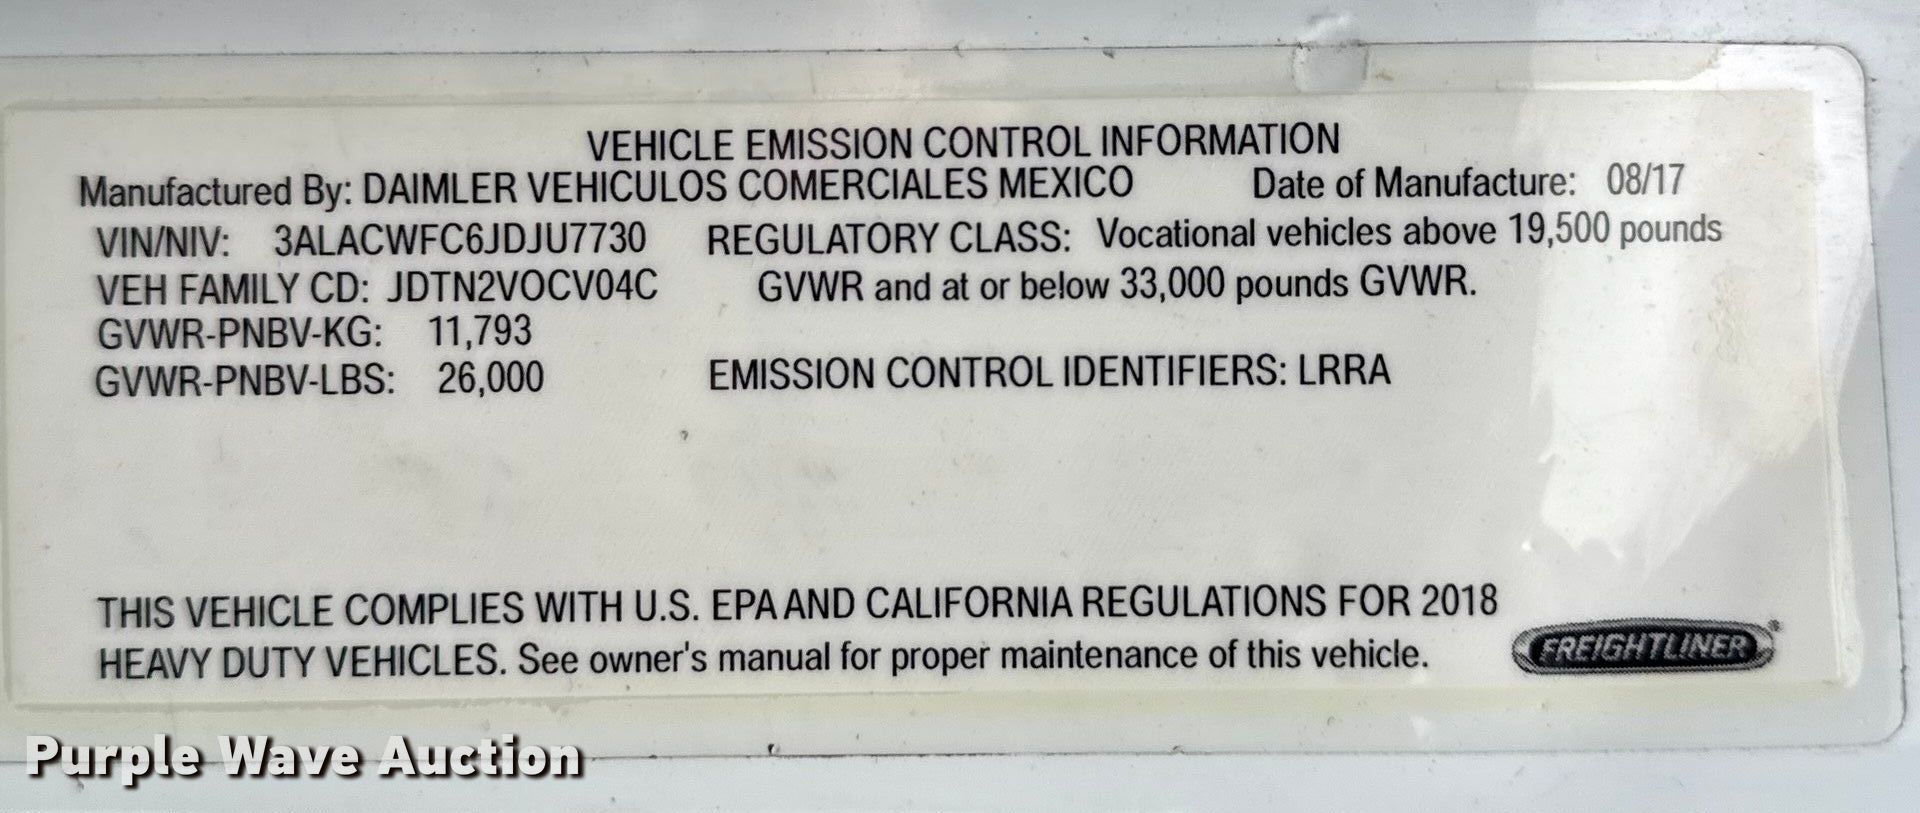 VEHICLE EMISSION CONTROL INFORMATION
Manufactured By: DAIMLER VEHICULOS COMERCIALES MEXICO Date of Manufacture: 08/17
VIN/NIV: 3ALACWFC6JDJU7730 REGULATORY CLASS: Vocational vehicles above 19,500 pounds
VEH FAMILY CD: JDTN2VOCV04C GVWR and at or below 33,000 pounds GVWR.
GVWR-PNBV-KG: 11,793
GVWR-PNBV-LBS: 26,000 EMISSION CONTROL IDENTIFIERS: LRRA
THIS VEHICLE COMPLIES WITH U.S. EPA AND CALIFORNIA REGULATIONS FOR 2018
HEAVY DUTY VEHICLES. See owner's manual for proper maintenance of this vehicle.
FREIGHTLINER®
Purple Wave Auction